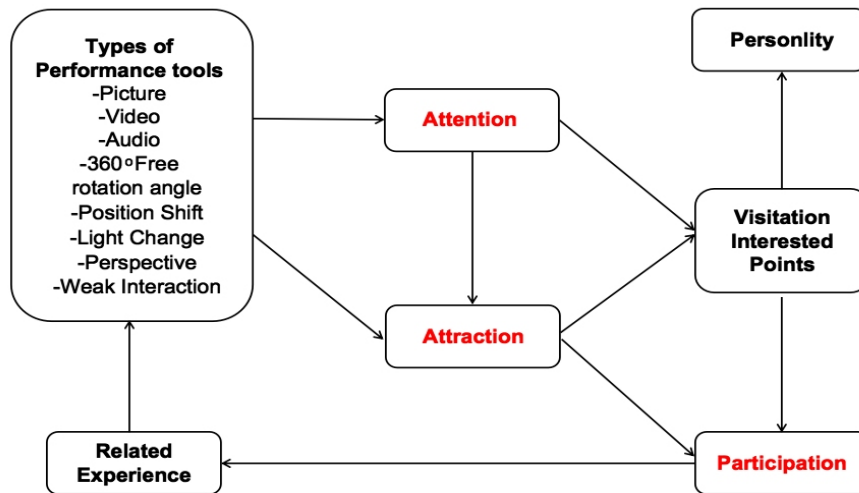 Types of
Performance tools
-Picture
-Video
-Audio
-360°Free
rotation angle
-Position Shift
-Light Change
-Perspective
-Weak Interaction
Attention
Attraction
Personlity
Visitation
Interested
Points
Related
Experience
Participation